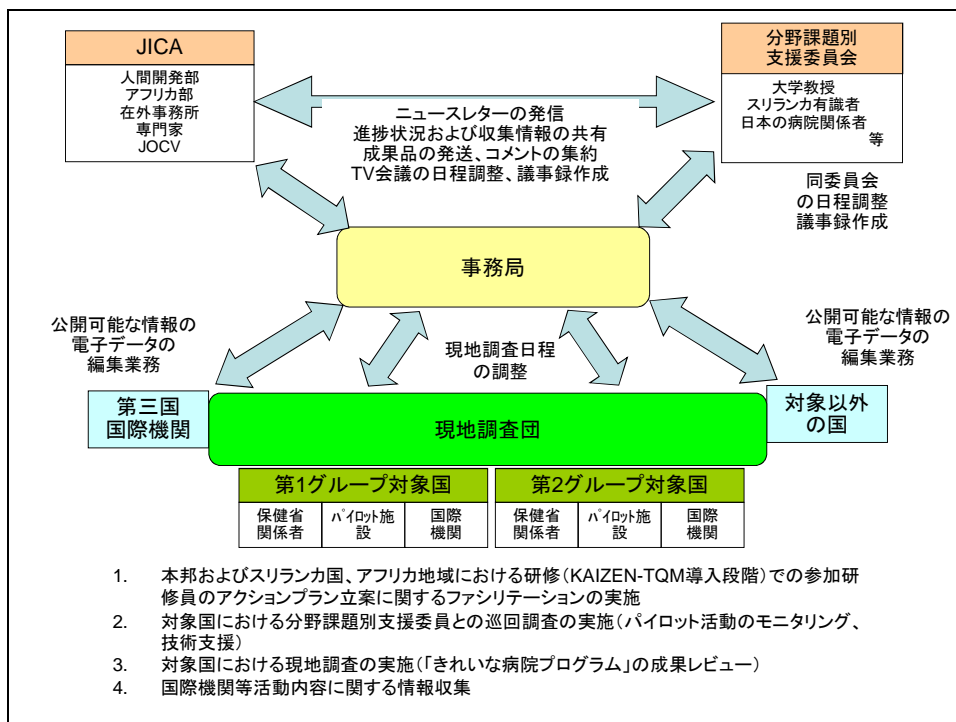 JICA
人間開発部
アフリカ部
在外事務所
専門家
JOCV
分野課題別
支援委員会
大学教授
スリランカ有識者
日本の病院関係者
等
ニュースレターの発信
進捗状況および収集情報の共有
成果品の発送、コメントの集約
TV会議の日程調整、議事録作成
同委員会
の日程調整
議事録作成
事務局
公開可能な情報の
電子データの
編集業務
現地調査日程
の調整
公開可能な情報の
電子データの
編集業務
第三国
国際機関
現地調査団
対象以外
の国
第1グループ対象国
第2グループ対象国
保健省
関係者
パイロット施
設
国際
機関
保健省
関係者
パイロット施
設
国際
機関
1. 本邦およびスリランカ国、アフリカ地域における研修（KAIZEN-TQM導入段階）での参加研
修員のアクションプラン立案に関するファシリテーションの実施
2. 対象国における分野課題別支援委員との巡回調査の実施（パイロット活動のモニタリング、
技術支援）
3. 対象国における現地調査の実施（「きれいな病院プログラム」の成果レビュー）
4. 国際機関等活動内容に関する情報収集